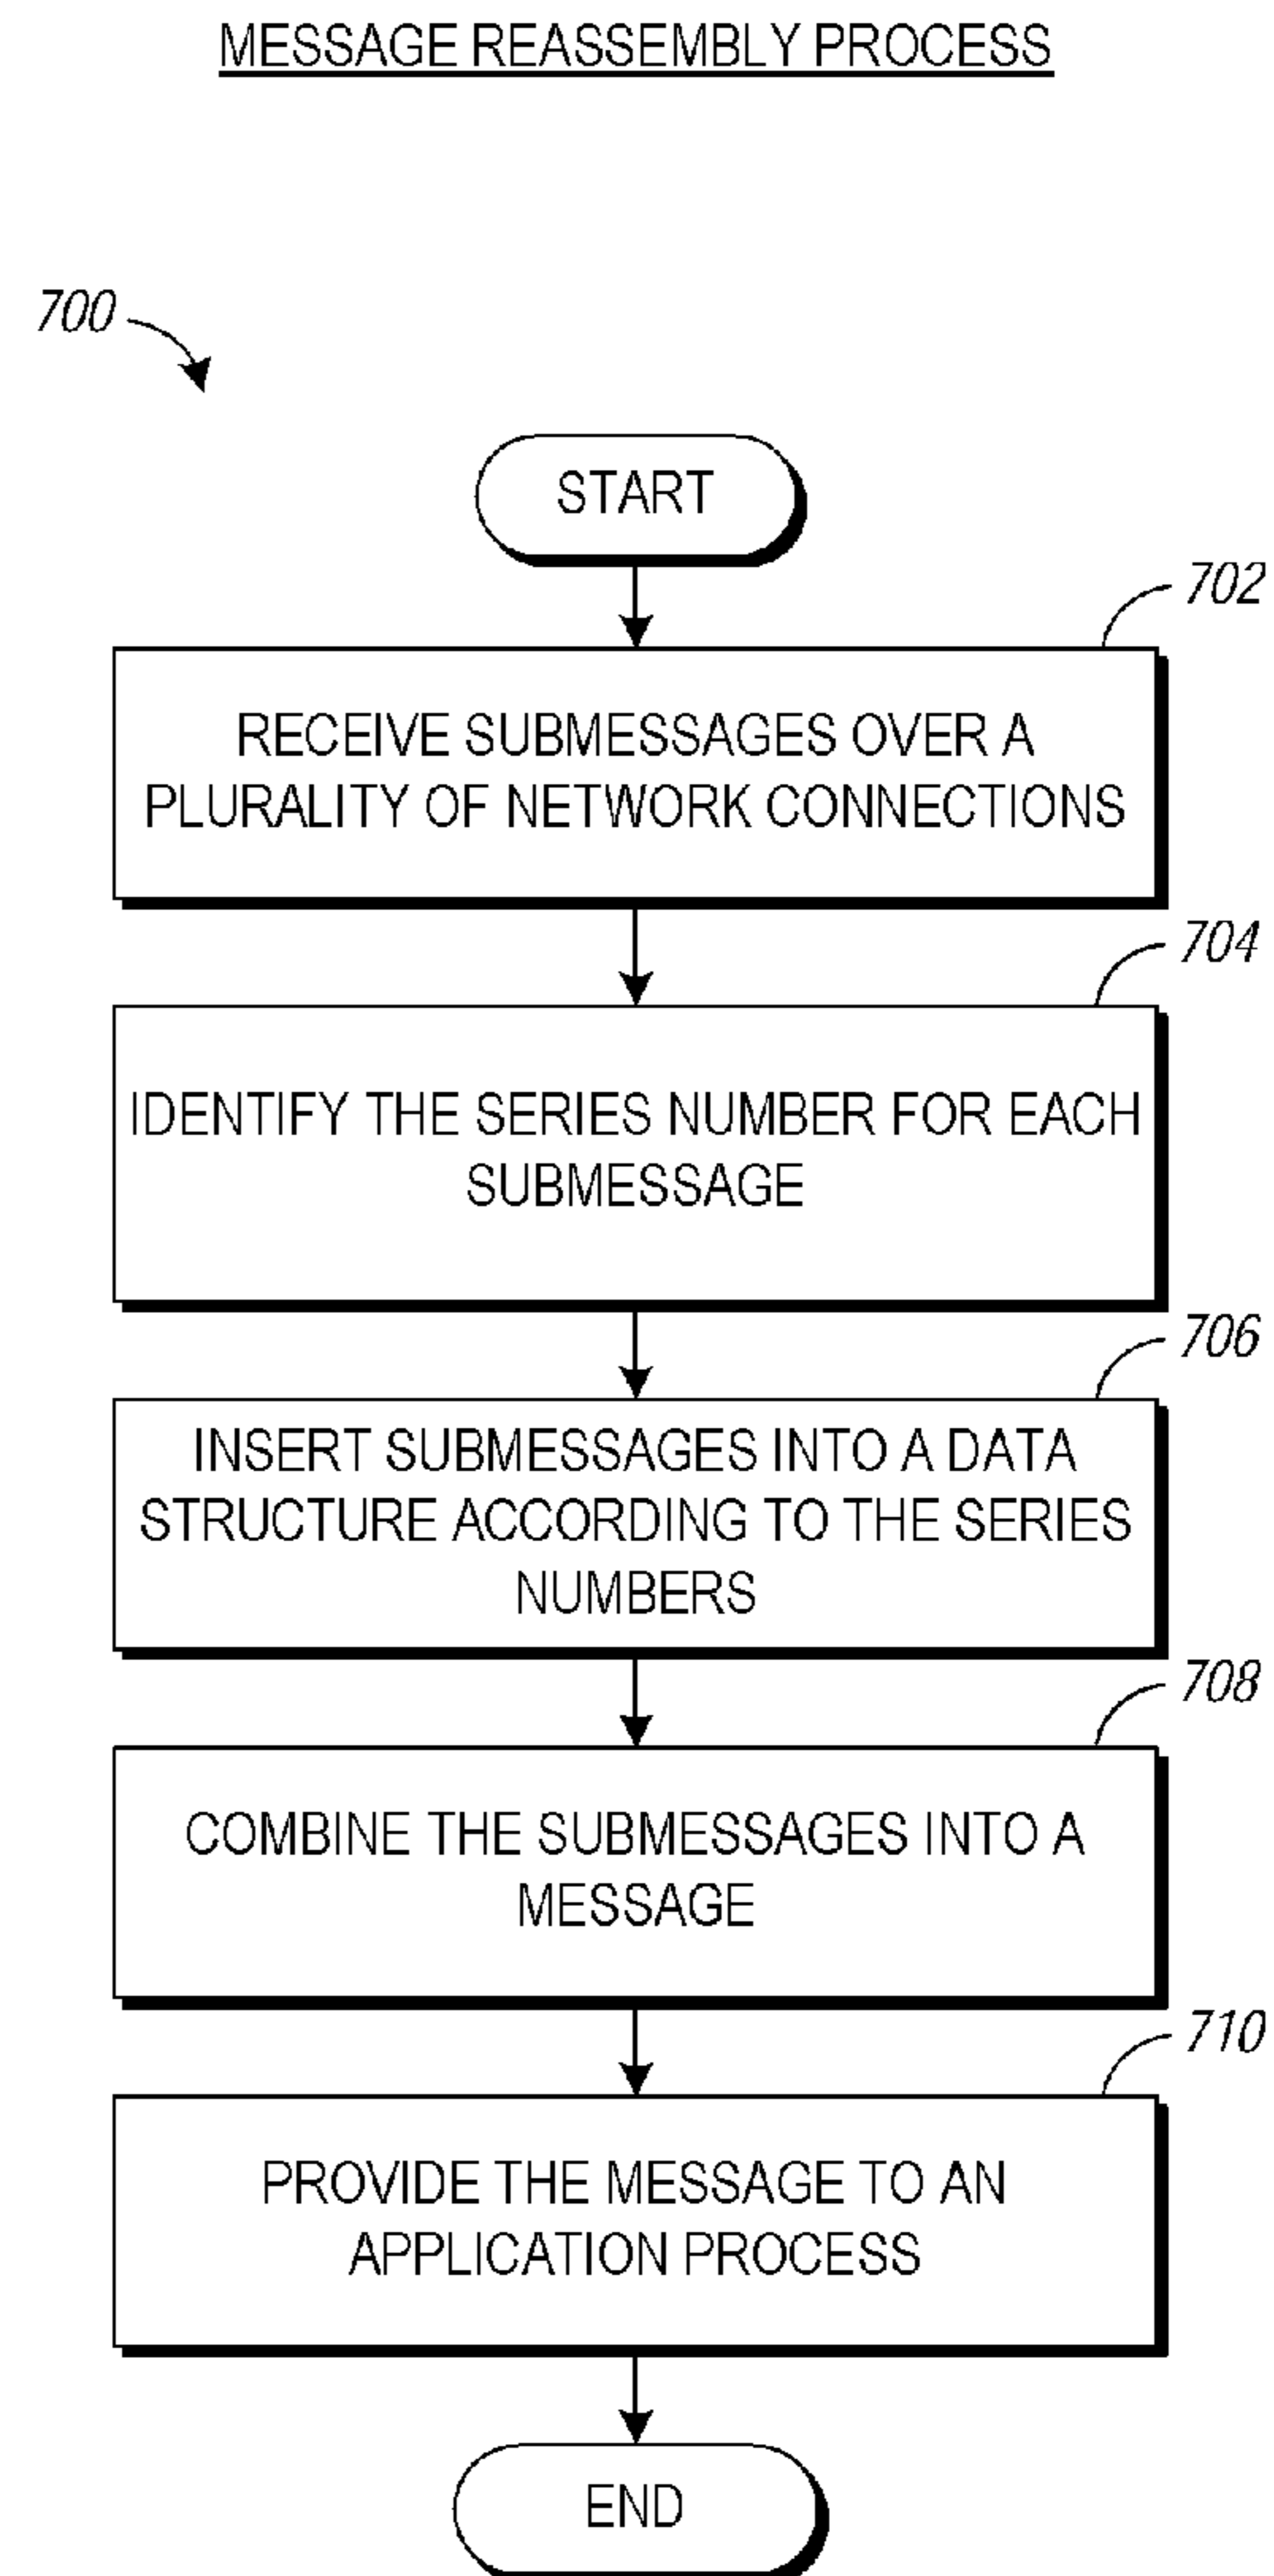 MESSAGE REASSEMBLY PROCESS
700
START
702
RECEIVE SUBMESSAGES OVER A
PLURALITY OF NETWORK CONNECTIONS
704
IDENTIFY THE SERIES NUMBER FOR EACH
SUBMESSAGE
706
INSERT SUBMESSAGES INTO A DATA
STRUCTURE ACCORDING TO THE SERIES
NUMBERS
708
COMBINE THE SUBMESSAGES INTO A
MESSAGE
710
PROVIDE THE MESSAGE TO AN
APPLICATION PROCESS
END